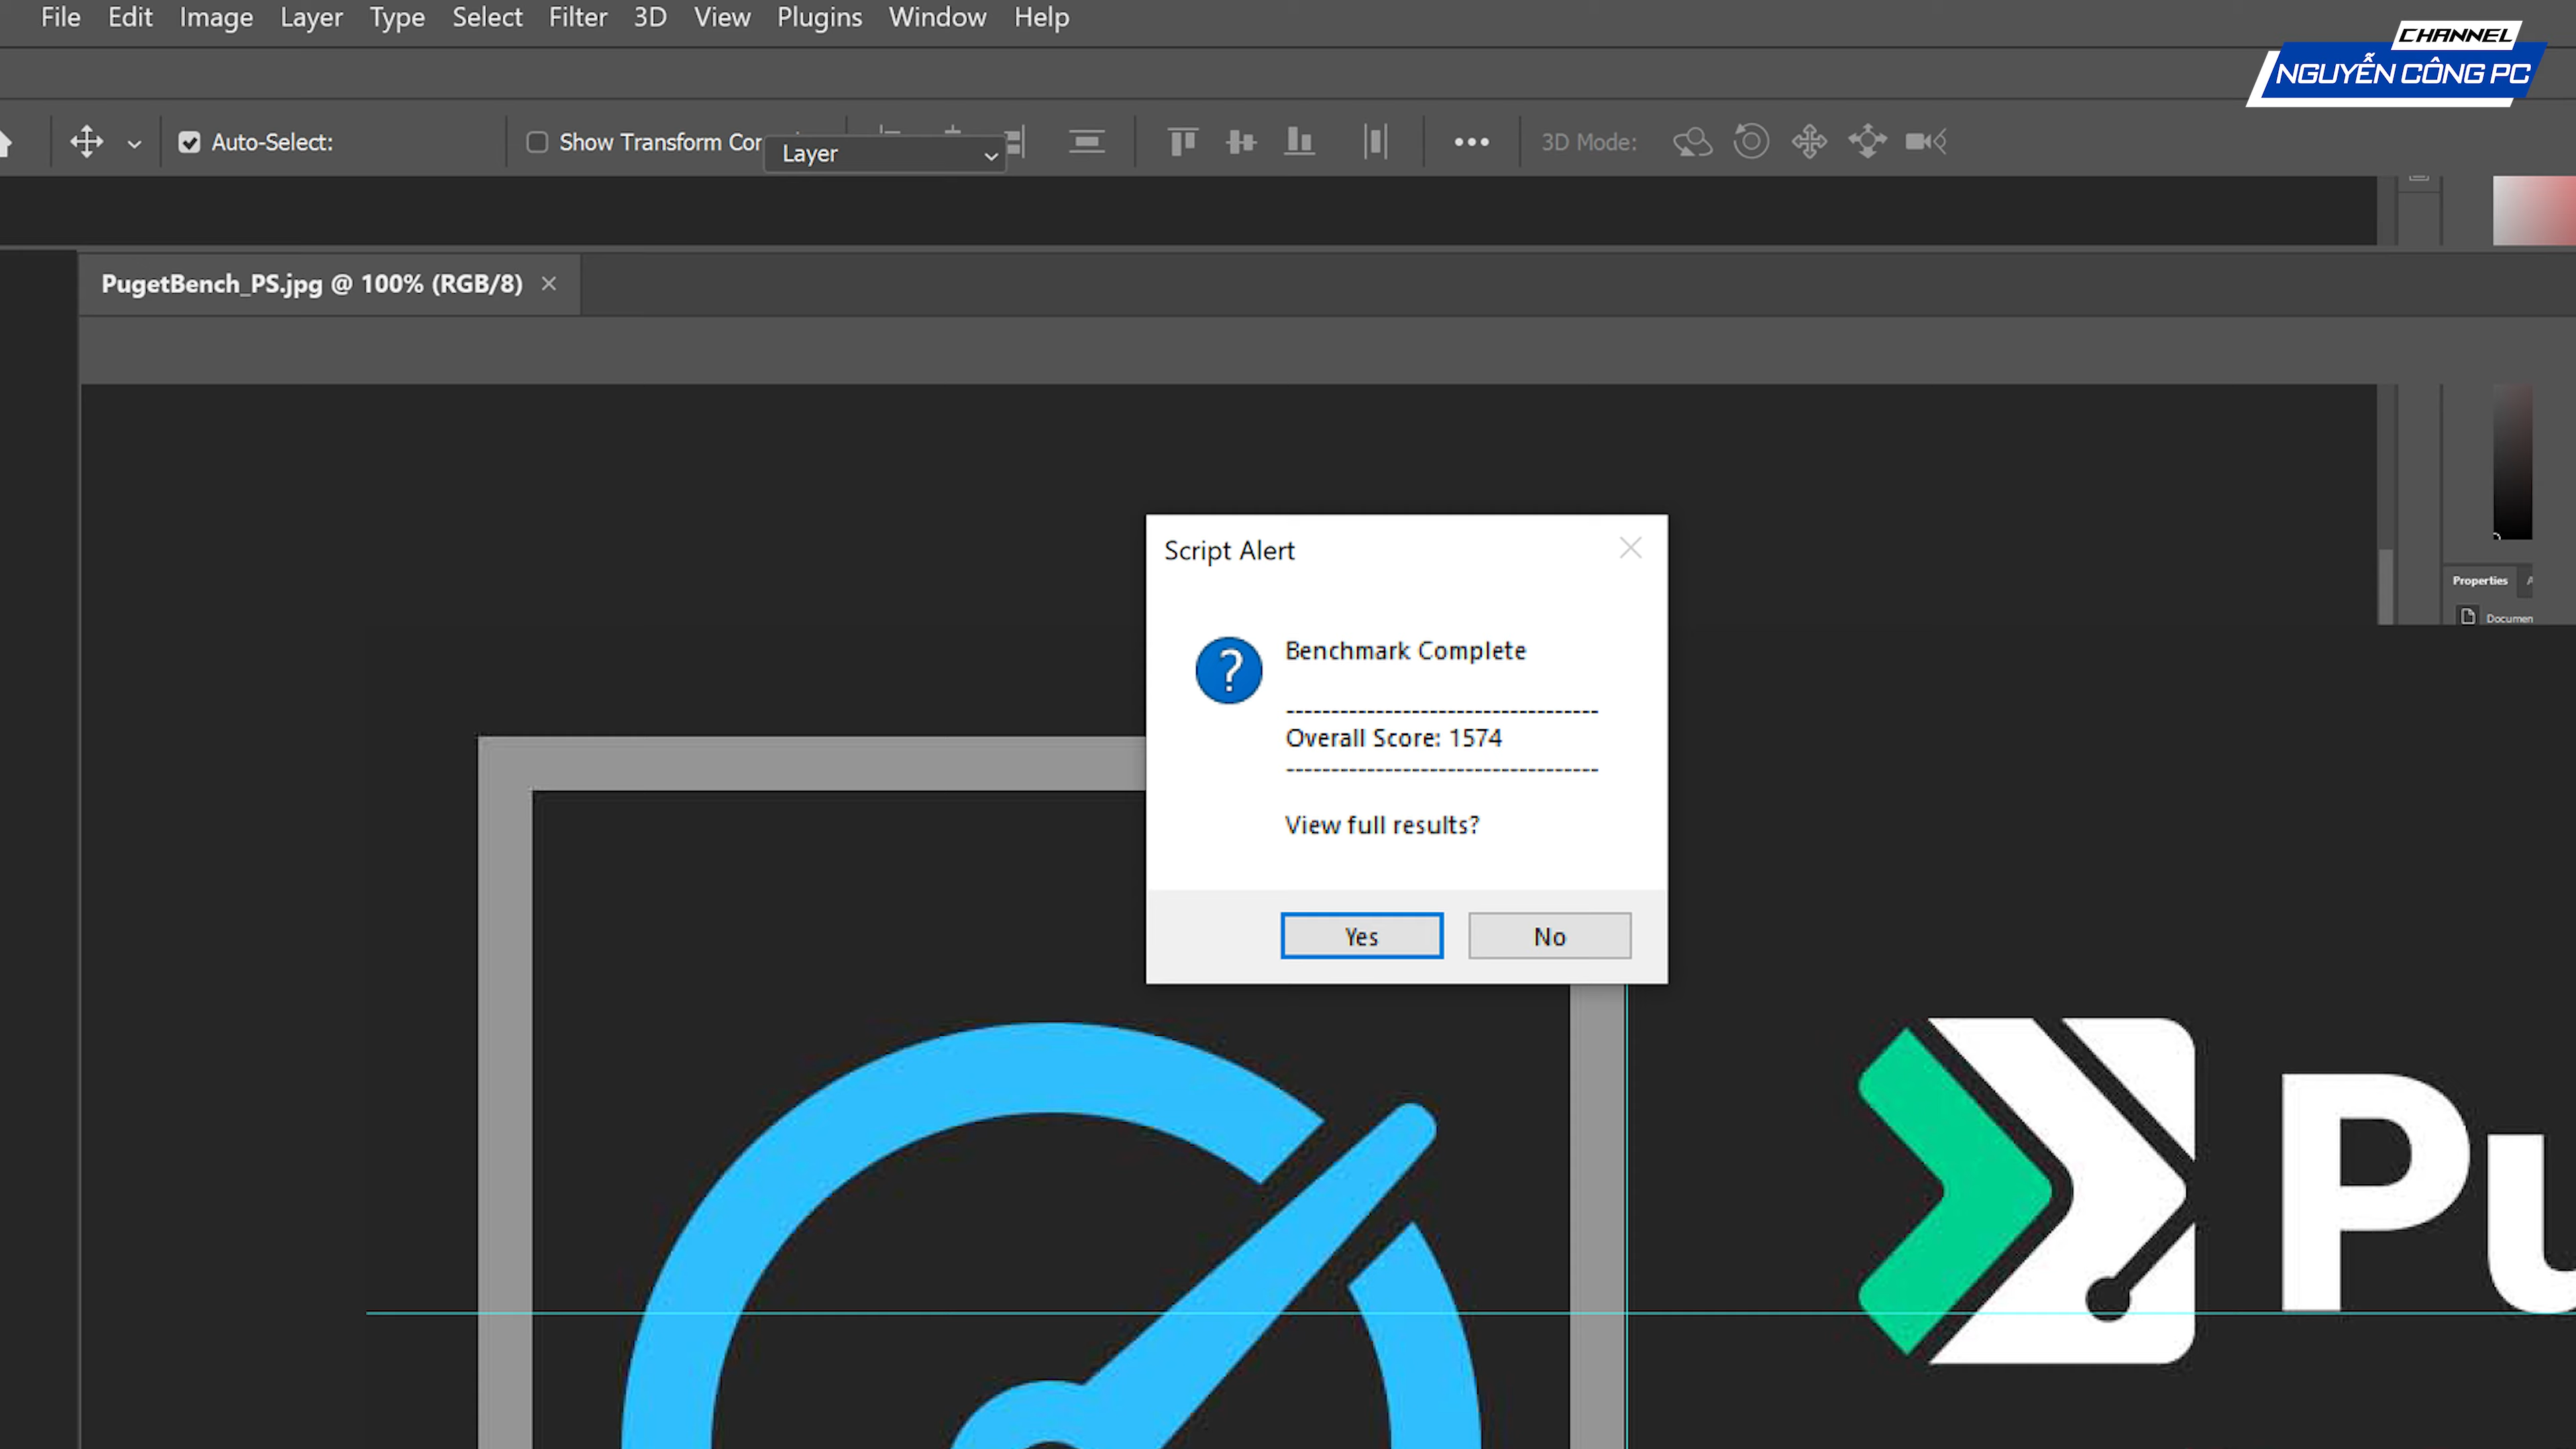 File Edit Image Layer Type Select Filter 3D View Plugins Window Help
CHANNEL
NGUYỄN CÔNG PC
Auto-Select:
Show Transform Cor
Layer
3D Mode:
PugetBench_PS.jpg @ 100% (RGB/8)
Properties
Documen
Script Alert
Benchmark Complete
-----------------------------------
Overall Score: 1574
-----------------------------------
View full results?
Yes No
Pu